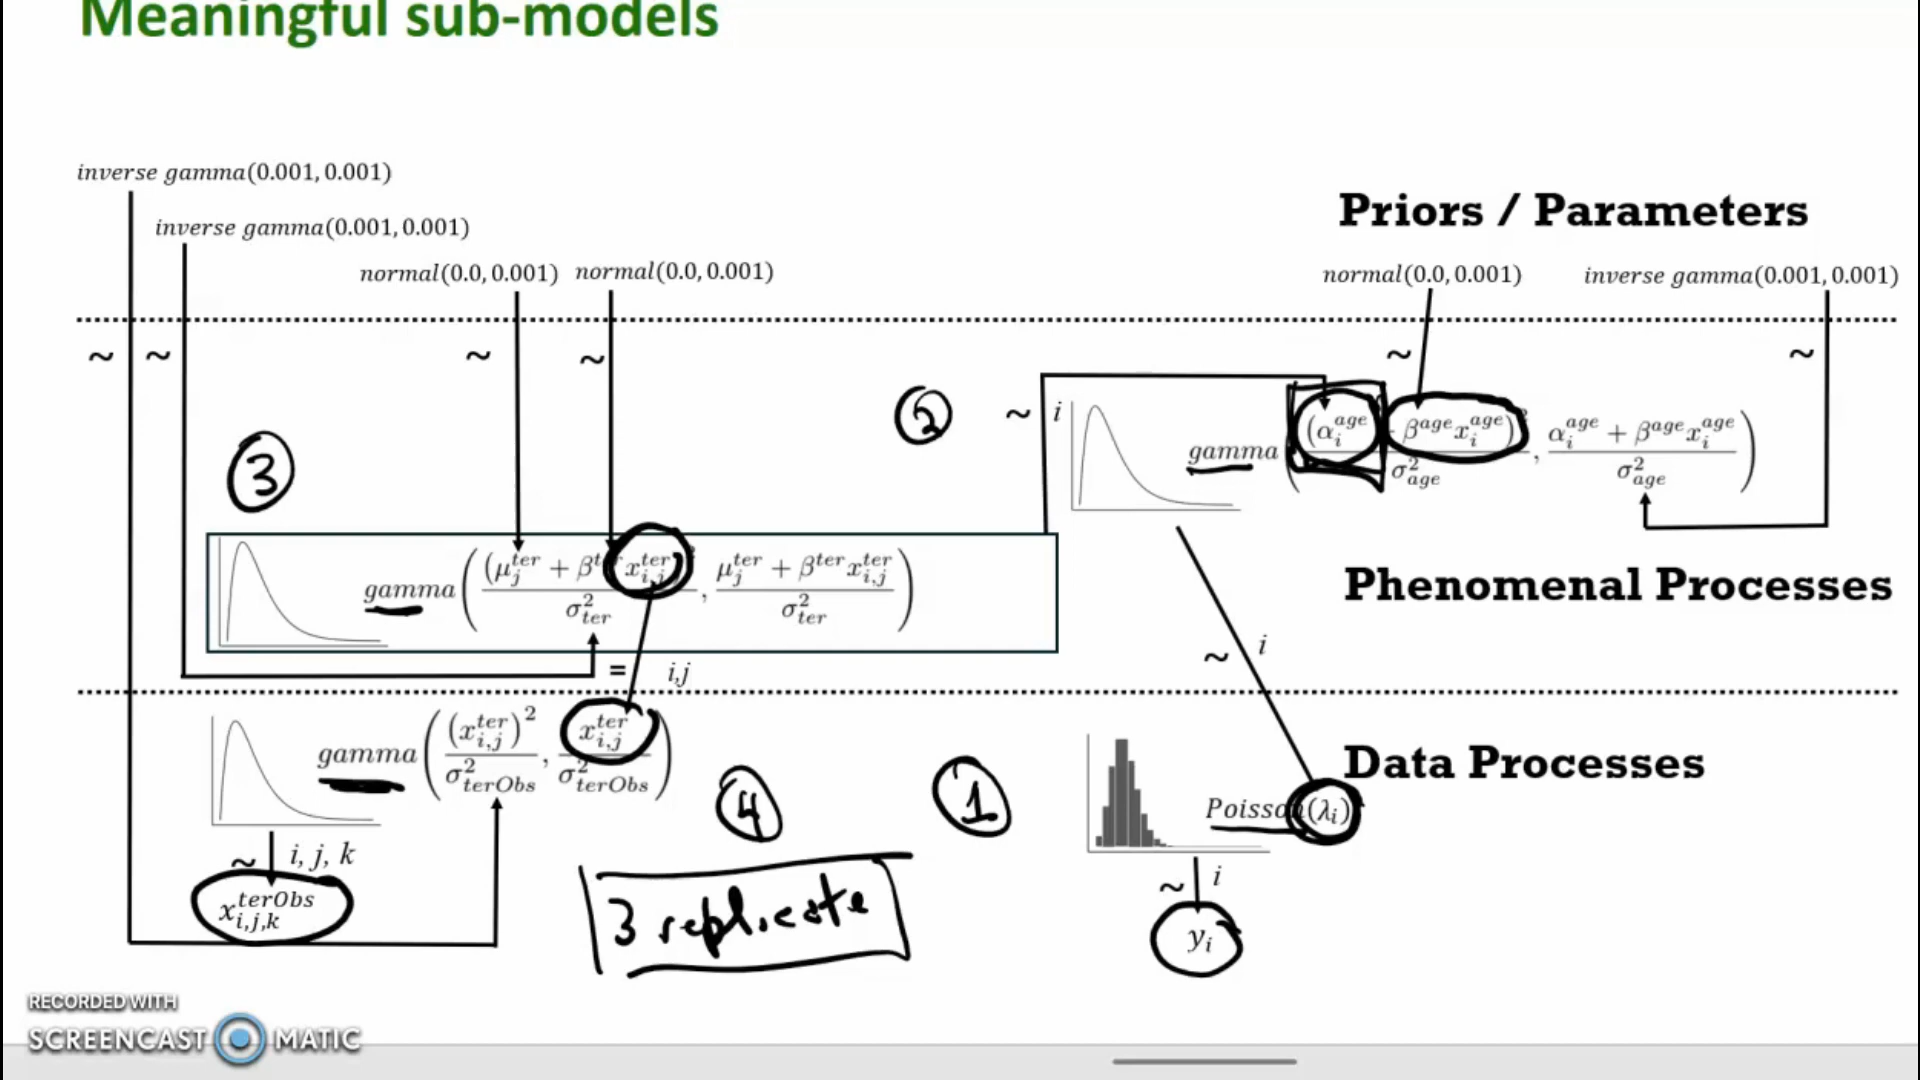 Meaningful sub-models
inverse gamma(0.001, 0.001)
inverse gamma(0.001, 0.001)
normal(0.0, 0.001) normal(0.0, 0.001)
Priors / Parameters
normal(0.0, 0.001) inverse gamma(0.001, 0.001)
~ ~ ~ ~ ~ ~
2 ~ i
gamma ( (α_i^age β^age x_i^age) / σ²_age , α_i^age + β^age x_i^age / σ²_age )
3
gamma ( (μ_j^ter + β^t x_{i,j}^ter / σ²_ter , μ_j^ter + β^ter x_{i,j}^ter / σ²_ter )
Phenomenal Processes
= i,j
~ i
gamma ( (x_{i,j}^ter)² / σ²_terObs , x_{i,j}^ter / σ²_terObs )
4
1
Data Processes
Poisson(λ_i)
~ i, j, k
x_{i,j,k}^terObs
3 replicate
~ i
y_i
RECORDED WITH
SCREENCAST MATIC